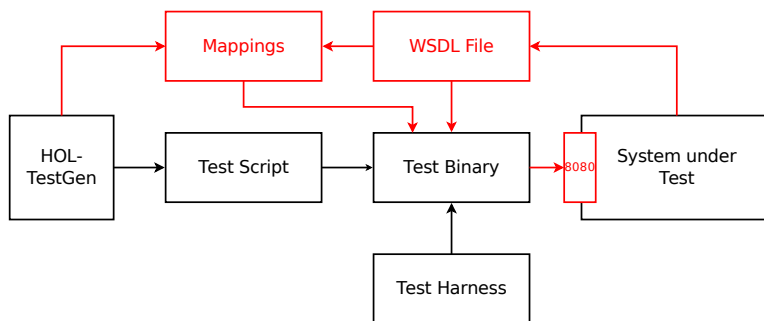 Mappings
WSDL File
HOL-
TestGen
Test Script
Test Binary
8080
System under
Test
Test Harness